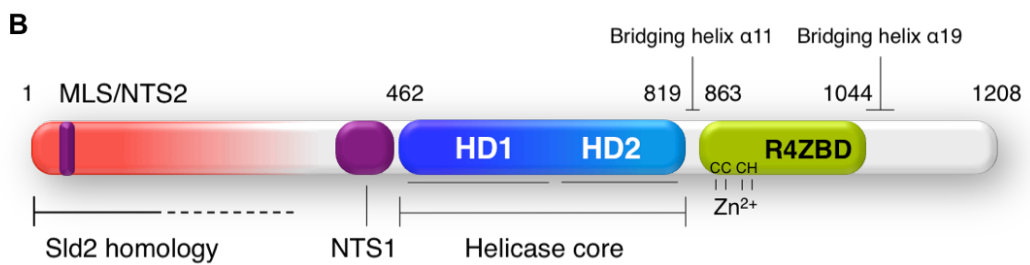 B
Bridging helix α11 Bridging helix α19
1 MLS/NTS2 462 819 863 1044 1208
HD1 HD2 R4ZBD
CC CH
Zn²⁺
Sld2 homology NTS1 Helicase core